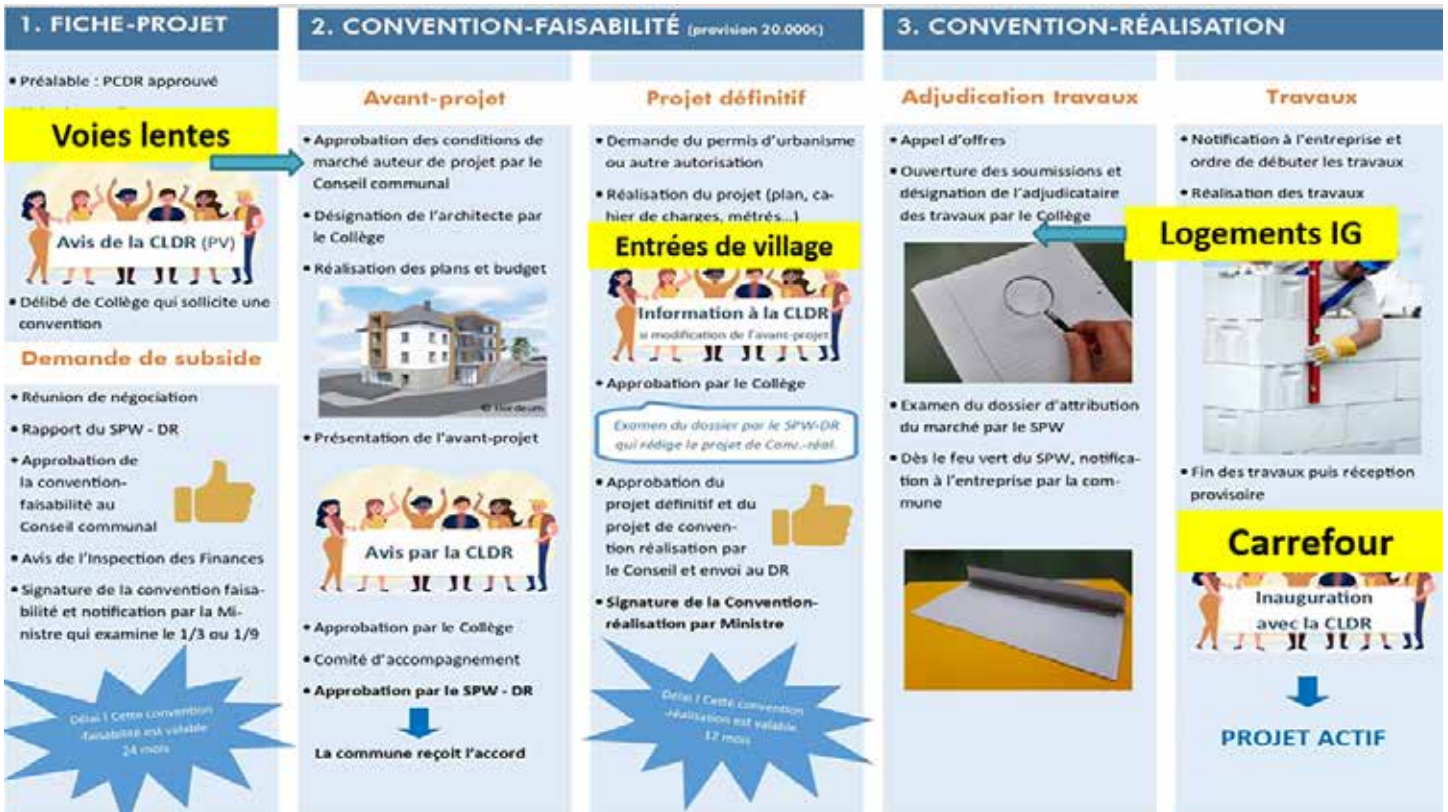 1. FICHE-PROJET
• Préalable : PCDR approuvé
Voies lentes
Avis de la CLDR (PV)
• Délibé de Collège qui sollicite une
convention
Demande de subside
• Réunion de négociation
• Rapport du SPW - DR
• Approbation de
la convention-
faisabilité au
Conseil communal
• Avis de l'Inspection des Finances
• Signature de la convention faisa-
bilité et notification par la Mi-
nistre qui examine le 1/3 ou 1/9
Délai ! Cette convention
-faisabilité est valable
24 mois
2. CONVENTION-FAISABILITÉ (provision 20.000€)
Avant-projet
• Approbation des conditions de
marché auteur de projet par le
Conseil communal
• Désignation de l'architecte par
le Collège
• Réalisation des plans et budget
© Hordeum
• Présentation de l'avant-projet
Avis par la CLDR
• Approbation par le Collège
• Comité d'accompagnement
• Approbation par le SPW - DR
La commune reçoit l'accord
Projet définitif
• Demande du permis d'urbanisme
ou autre autorisation
• Réalisation du projet (plan, ca-
hier de charges, métrés...)
Entrées de village
Information à la CLDR
si modification de l'avant-projet
• Approbation par le Collège
Examen du dossier par le SPW-DR
qui rédige le projet de Conv.-réal.
• Approbation du
projet définitif et du
projet de conven-
tion réalisation par
le Conseil et envoi au DR
• Signature de la Convention-
réalisation par Ministre
Délai ! Cette convention
-réalisation est valable
12 mois
3. CONVENTION-RÉALISATION
Adjudication travaux
• Appel d'offres
• Ouverture des soumissions et
désignation de l'adjudicataire
des travaux par le Collège
• Examen du dossier d'attribution
du marché par le SPW
• Dès le feu vert du SPW, notifica-
tion à l'entreprise par la com-
mune
Travaux
• Notification à l'entreprise et
ordre de débuter les travaux
• Réalisation des travaux
Logements IG
• Fin des travaux puis réception
provisoire
Carrefour
Inauguration
avec la CLDR
PROJET ACTIF